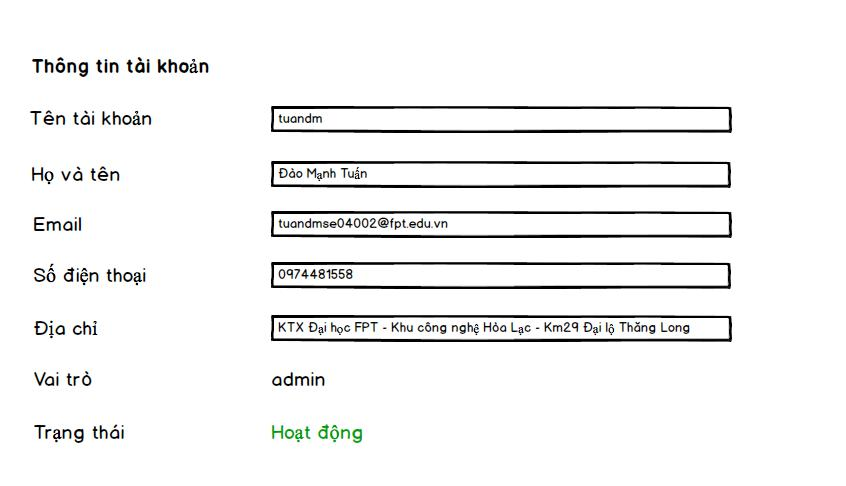 Thông tin tài khoản
Tên tài khoản tuandm
Họ và tên Đào Mạnh Tuấn
Email tuandmse04002@fpt.edu.vn
Số điện thoại 0974481558
Địa chỉ KTX Đại học FPT - Khu công nghệ Hòa Lạc - Km29 Đại lộ Thăng Long
Vai trò admin
Trạng thái Hoạt động